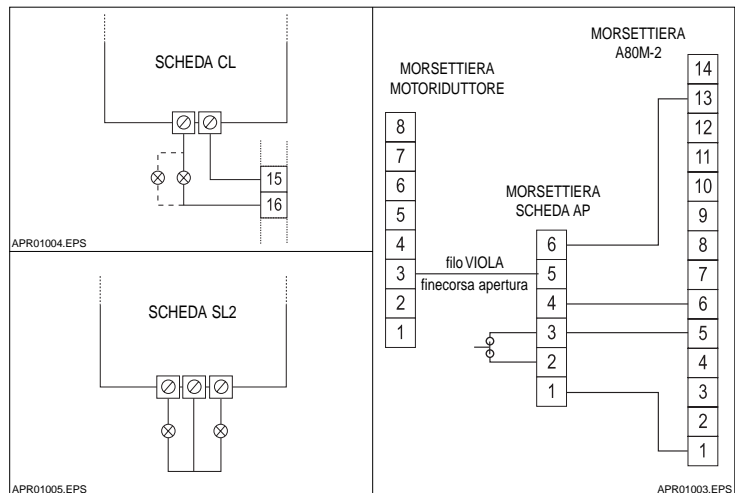 SCHEDA CL
15
16
APR01004.EPS
SCHEDA SL2
APR01005.EPS
MORSETTIERA
MOTORIDUTTORE
8
7
6
5
4
3
2
1
filo VIOLA
finecorsa apertura
MORSETTIERA
SCHEDA AP
6
5
4
3
2
1
MORSETTIERA
A80M-2
14
13
12
11
10
9
8
7
6
5
4
3
2
1
APR01003.EPS